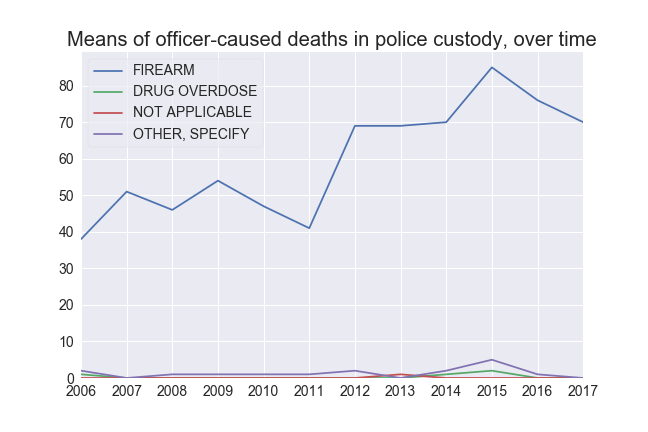 Means of officer-caused deaths in police custody, over time
FIREARM
DRUG OVERDOSE
NOT APPLICABLE
OTHER, SPECIFY
80
70
60
50
40
30
20
10
0
2006 2007 2008 2009 2010 2011 2012 2013 2014 2015 2016 2017